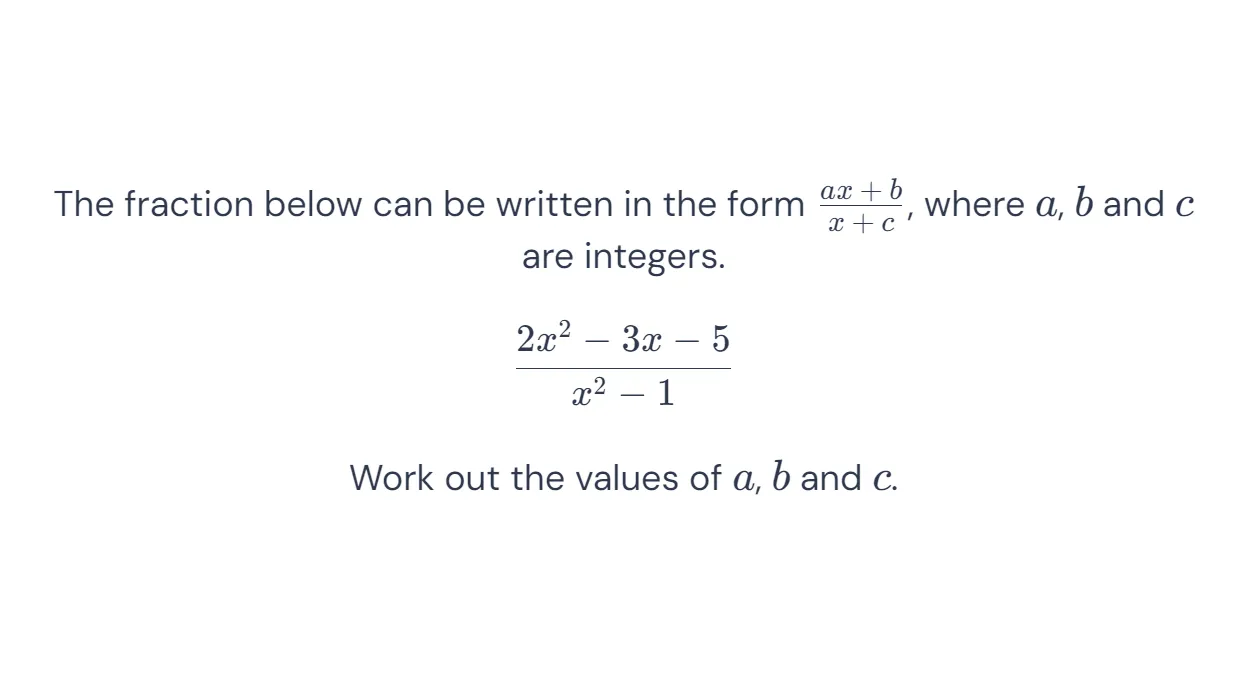 The fraction below can be written in the form \(\frac{ax+b}{x+c}\), where \(a\), \(b\) and \(c\)
are integers.
\(\frac{2x^2-3x-5}{x^2-1}\)
Work out the values of \(a\), \(b\) and \(c\).